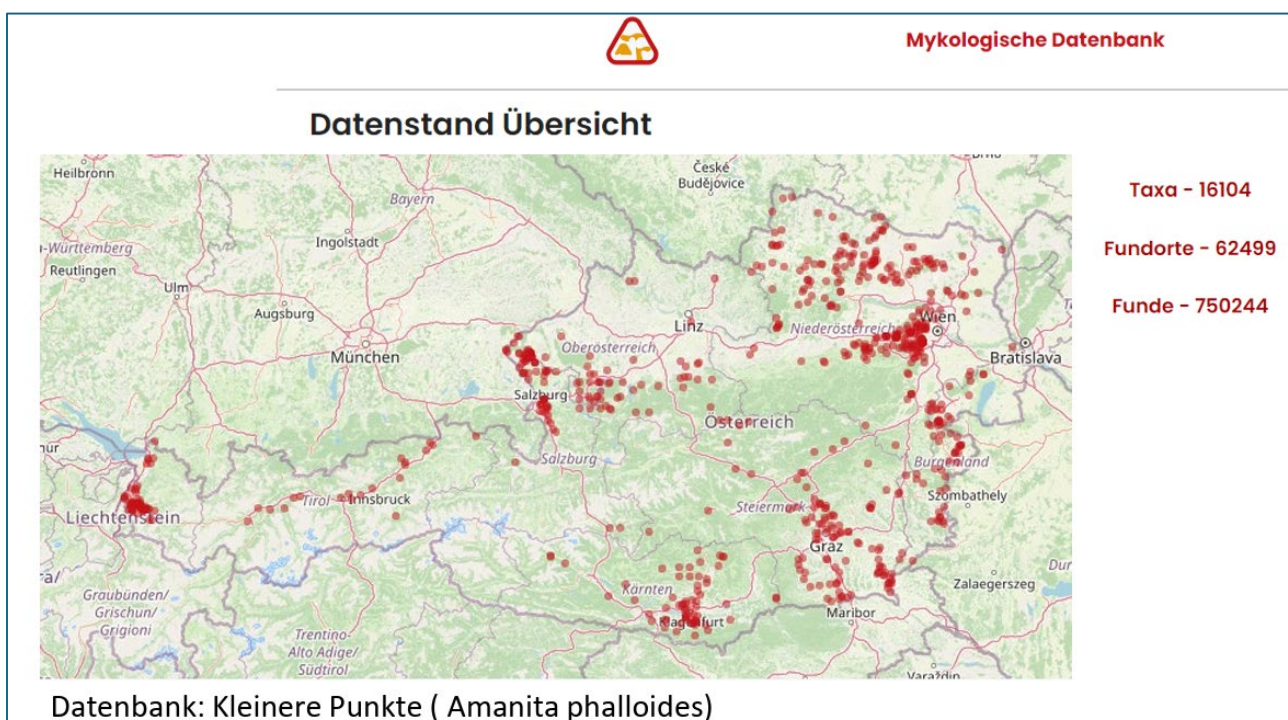 Mykologische Datenbank
Datenstand Übersicht
Taxa - 16104
Fundorte - 62499
Funde - 750244
Heilbronn
České
Budějovice
Bayern
Ingolstadt
Württemberg
Reutlingen
Ulm
Augsburg
München
Linz
Niederösterreich
Wien
Bratislava
Oberösterreich
Salzburg
Österreich
Salzburg
Burgenland
Szombathely
Liechtenstein
Tirol
Innsbruck
Steiermark
Graz
Zalaegerszeg
Graubünden/
Grischun/
Grigioni
Kärnten
Klagenfurt
Maribor
Trentino-
Alto Adige/
Südtirol
Varaždin
Datenbank: Kleinere Punkte ( Amanita phalloides)